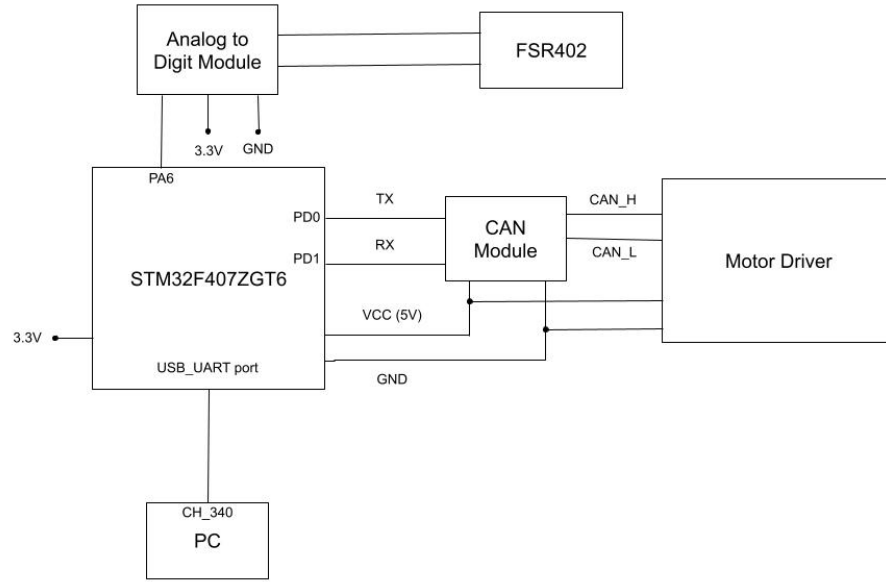 Analog to
Digit Module
FSR402
3.3V
GND
PA6
PD0
TX
CAN
Module
CAN_H
PD1
RX
CAN_L
STM32F407ZGT6
Motor Driver
VCC (5V)
3.3V
USB_UART port
GND
CH_340
PC